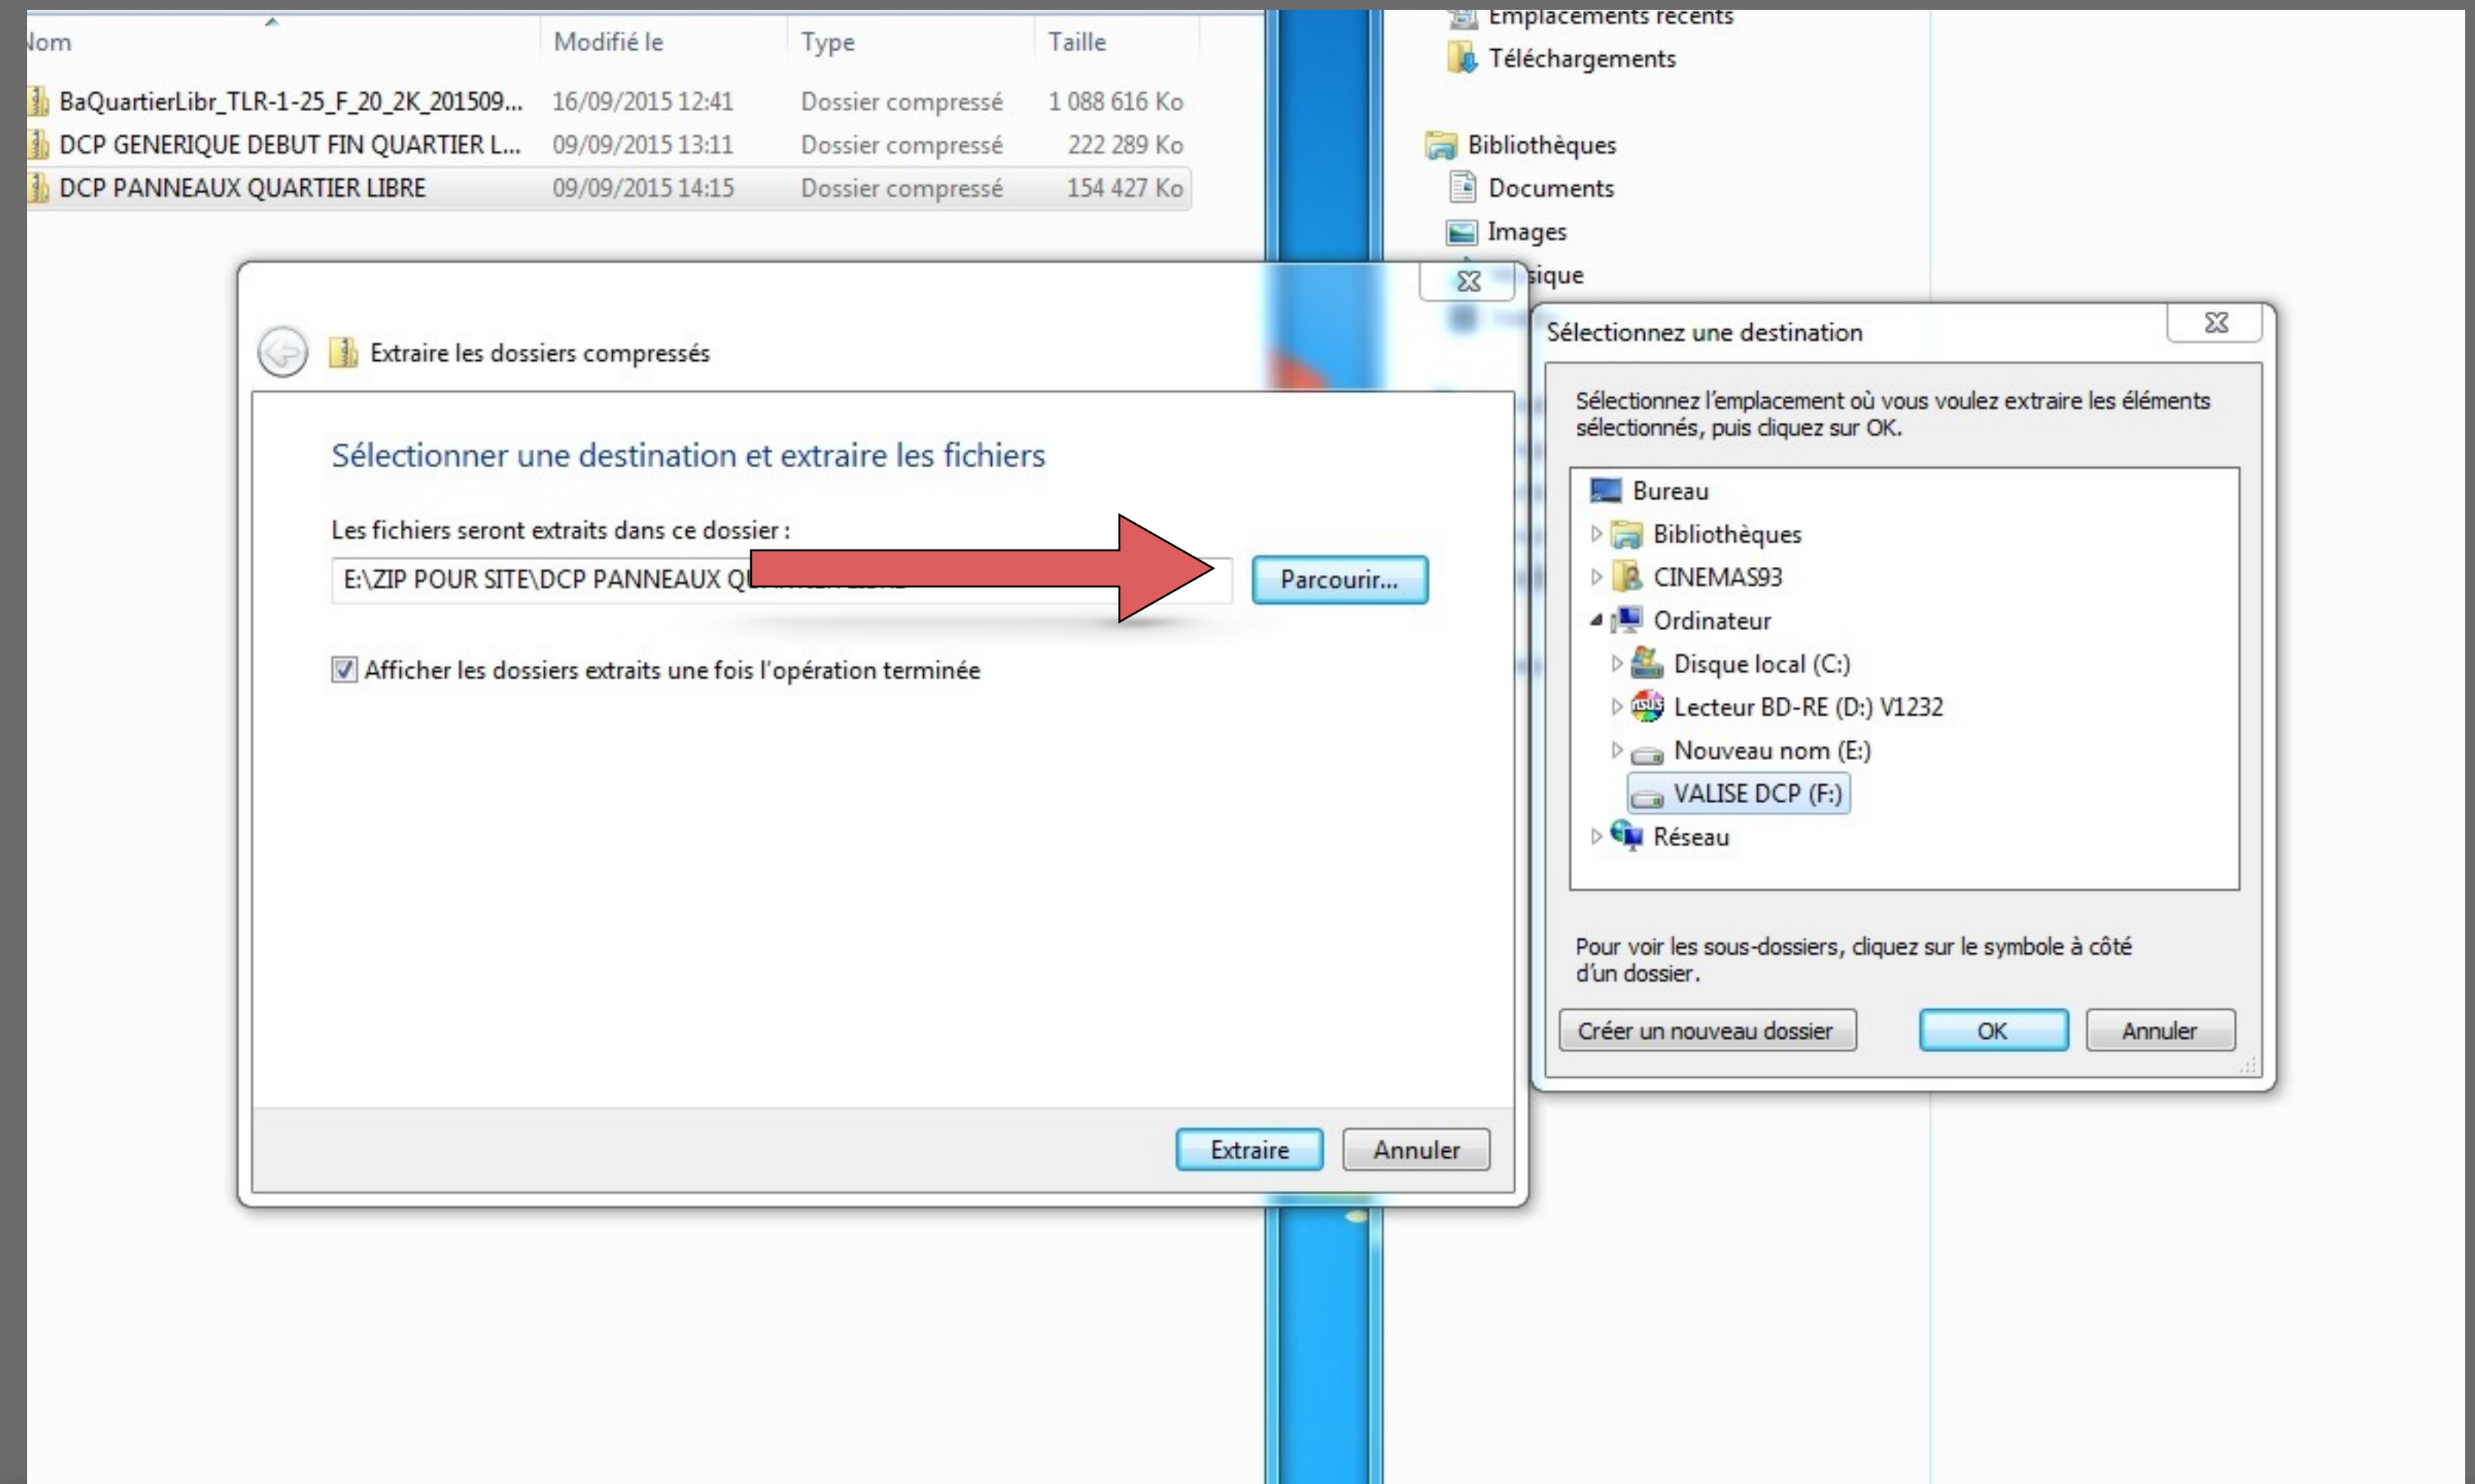 Nom Modifié le Type Taille
BaQuartierLibr_TLR-1-25_F_20_2K_201509... 16/09/2015 12:41 Dossier compressé 1 088 616 Ko
DCP GENERIQUE DEBUT FIN QUARTIER L... 09/09/2015 13:11 Dossier compressé 222 289 Ko
DCP PANNEAUX QUARTIER LIBRE 09/09/2015 14:15 Dossier compressé 154 427 Ko
Emplacements récents
Téléchargements
Bibliothèques
Documents
Images
sique
Extraire les dossiers compressés
Sélectionner une destination et extraire les fichiers
Les fichiers seront extraits dans ce dossier :
E:\ZIP POUR SITE\DCP PANNEAUX
Parcourir...
Afficher les dossiers extraits une fois l'opération terminée
Extraire
Annuler
Sélectionnez une destination
Sélectionnez l'emplacement où vous voulez extraire les éléments
sélectionnés, puis cliquez sur OK.
Bureau
Bibliothèques
CINEMAS93
Ordinateur
Disque local (C:)
Lecteur BD-RE (D:) V1232
Nouveau nom (E:)
VALISE DCP (F:)
Réseau
Pour voir les sous-dossiers, cliquez sur le symbole à côté
d'un dossier.
Créer un nouveau dossier
OK
Annuler